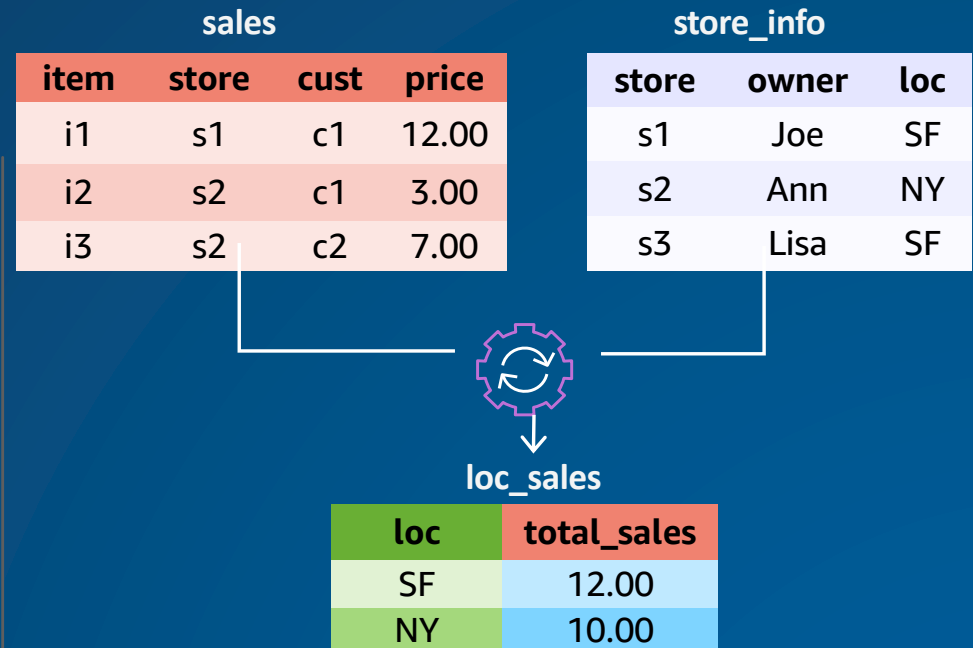 sales
item store cust price
i1 s1 c1 12.00
i2 s2 c1 3.00
i3 s2 c2 7.00
store_info
store owner loc
s1 Joe SF
s2 Ann NY
s3 Lisa SF
loc_sales
loc total_sales
SF 12.00
NY 10.00